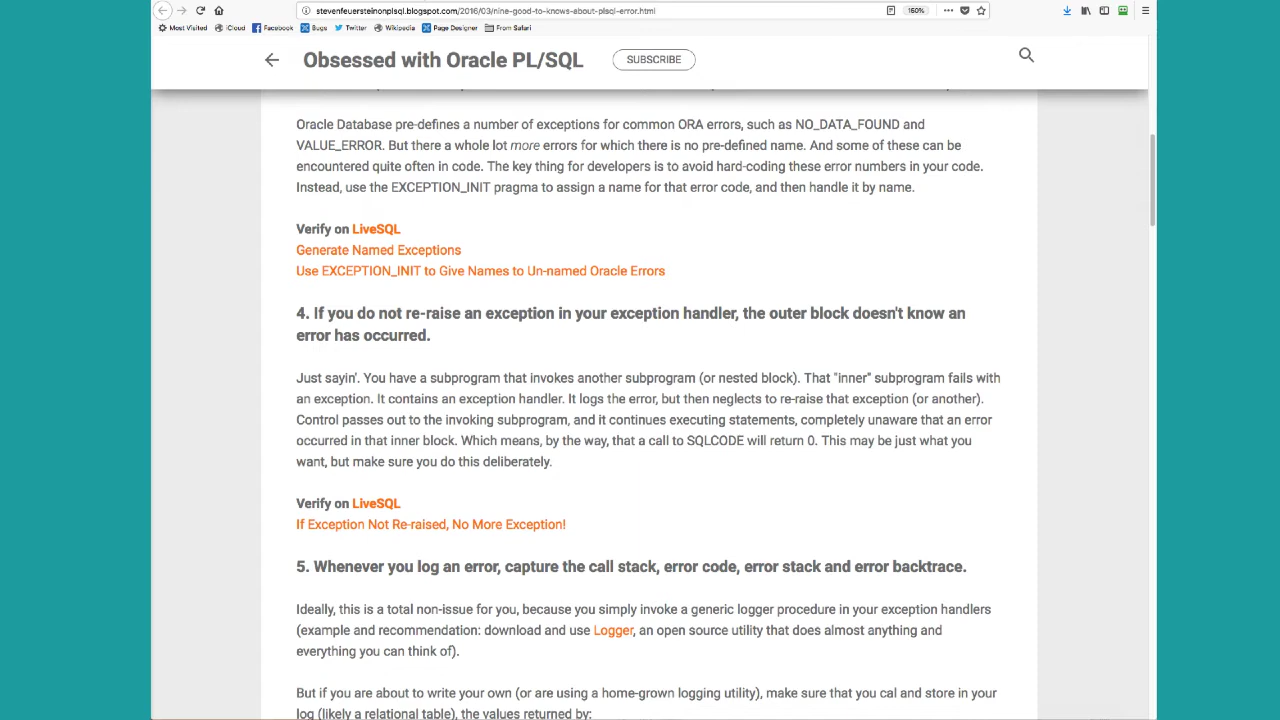 stevenfeuersteinonplsql.blogspot.com/2016/03/nine-good-to-knows-about-plsql-error.html
150%
Most Visited iCloud Facebook Bugs Twitter Wikipedia Page Designer From Safari
Obsessed with Oracle PL/SQL SUBSCRIBE
Oracle Database pre-defines a number of exceptions for common ORA errors, such as NO_DATA_FOUND and
VALUE_ERROR. But there a whole lot more errors for which there is no pre-defined name. And some of these can be
encountered quite often in code. The key thing for developers is to avoid hard-coding these error numbers in your code.
Instead, use the EXCEPTION_INIT pragma to assign a name for that error code, and then handle it by name.
Verify on LiveSQL
Generate Named Exceptions
Use EXCEPTION_INIT to Give Names to Un-named Oracle Errors
4. If you do not re-raise an exception in your exception handler, the outer block doesn't know an
error has occurred.
Just sayin'. You have a subprogram that invokes another subprogram (or nested block). That "inner" subprogram fails with
an exception. It contains an exception handler. It logs the error, but then neglects to re-raise that exception (or another).
Control passes out to the invoking subprogram, and it continues executing statements, completely unaware that an error
occurred in that inner block. Which means, by the way, that a call to SQLCODE will return 0. This may be just what you
want, but make sure you do this deliberately.
Verify on LiveSQL
If Exception Not Re-raised, No More Exception!
5. Whenever you log an error, capture the call stack, error code, error stack and error backtrace.
Ideally, this is a total non-issue for you, because you simply invoke a generic logger procedure in your exception handlers
(example and recommendation: download and use Logger, an open source utility that does almost anything and
everything you can think of).
But if you are about to write your own (or are using a home-grown logging utility), make sure that you cal and store in your
log (likely a relational table), the values returned by: